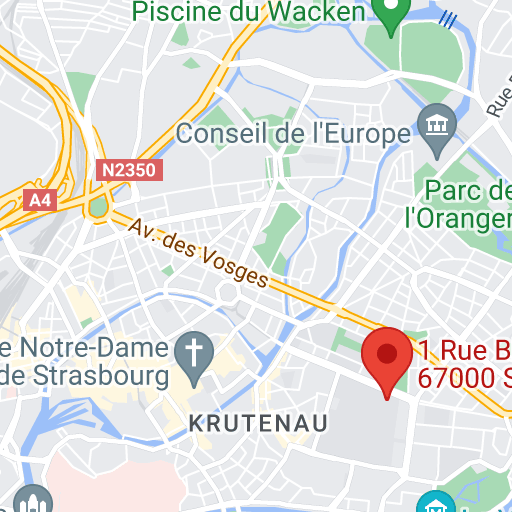 Piscine du Wacken
Rue
Conseil de l'Europe
N2350
Parc de
l'Oranger
A4
Av. des Vosges
e Notre-Dame
de Strasbourg
1 Rue B
67000 S
KRUTENAU